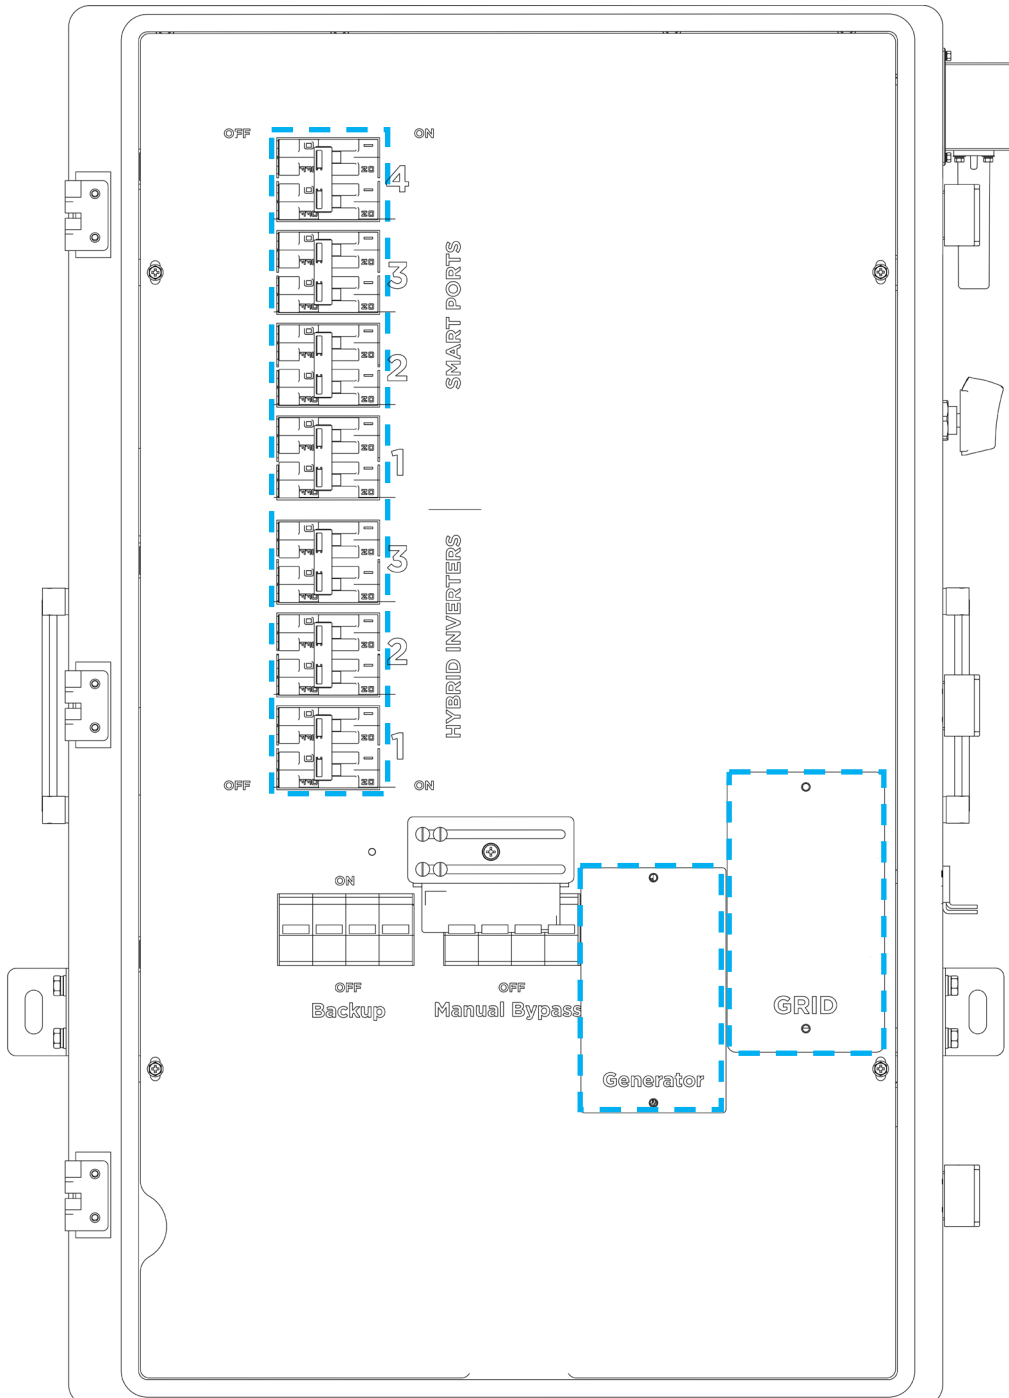 OFF ON
4
3
2
1
SMART PORTS
3
2
1
HYBRID INVERTERS
OFF ON
ON
OFF
Backup
OFF
Manual Bypass
Generator
GRID